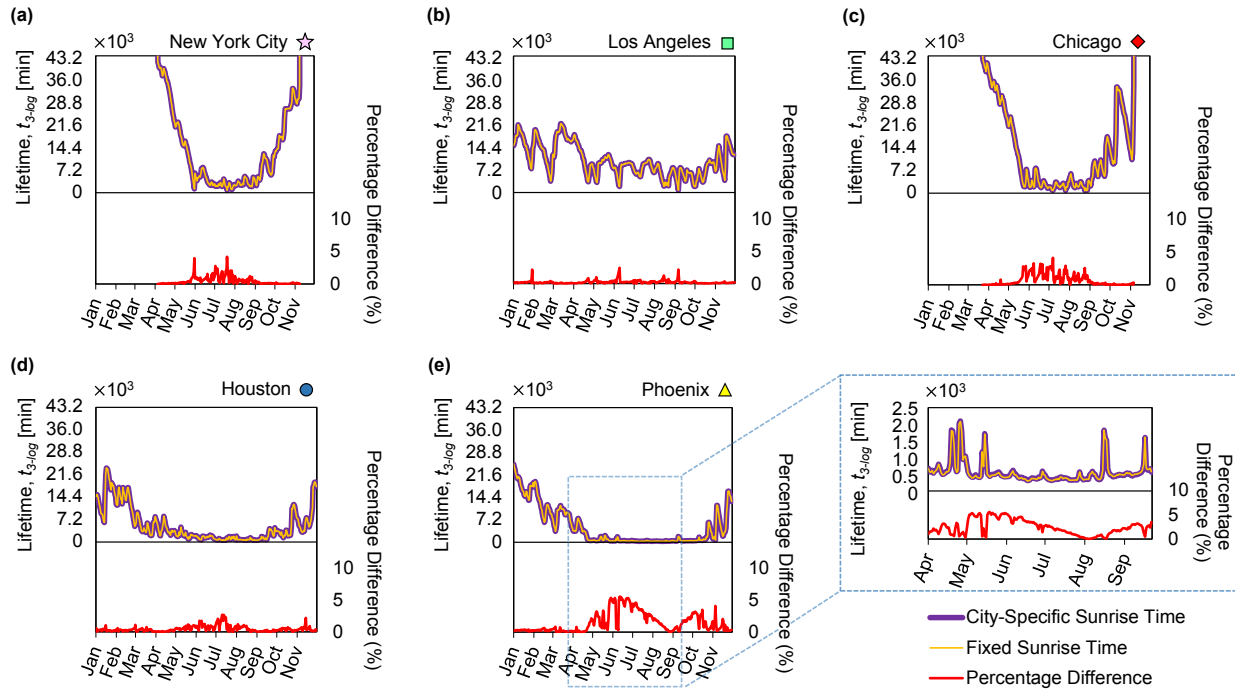 (a)
×10³
New York City
Lifetime, t3-log [min]
43.2
36.0
28.8
21.6
14.4
7.2
0
10
5
0
Percentage Difference (%)
Jan
Feb
Mar
Apr
May
Jun
Jul
Aug
Sep
Oct
Nov
(b)
×10³
Los Angeles
Lifetime, t3-log [min]
43.2
36.0
28.8
21.6
14.4
7.2
0
10
5
0
Percentage Difference (%)
Jan
Feb
Mar
Apr
May
Jun
Jul
Aug
Sep
Oct
Nov
(c)
×10³
Chicago
Lifetime, t3-log [min]
43.2
36.0
28.8
21.6
14.4
7.2
0
10
5
0
Percentage Difference (%)
Jan
Feb
Mar
Apr
May
Jun
Jul
Aug
Sep
Oct
Nov
(d)
×10³
Houston
Lifetime, t3-log [min]
43.2
36.0
28.8
21.6
14.4
7.2
0
10
5
0
Percentage Difference (%)
Jan
Feb
Mar
Apr
May
Jun
Jul
Aug
Sep
Oct
Nov
(e)
×10³
Phoenix
Lifetime, t3-log [min]
43.2
36.0
28.8
21.6
14.4
7.2
0
10
5
0
Percentage Difference (%)
Jan
Feb
Mar
Apr
May
Jun
Jul
Aug
Sep
Oct
Nov
×10³
Lifetime, t3-log [min]
2.5
2.0
1.5
1.0
0.5
0
10
5
0
Percentage
Difference (%)
Apr
May
Jun
Jul
Aug
Sep
City-Specific Sunrise Time
Fixed Sunrise Time
Percentage Difference